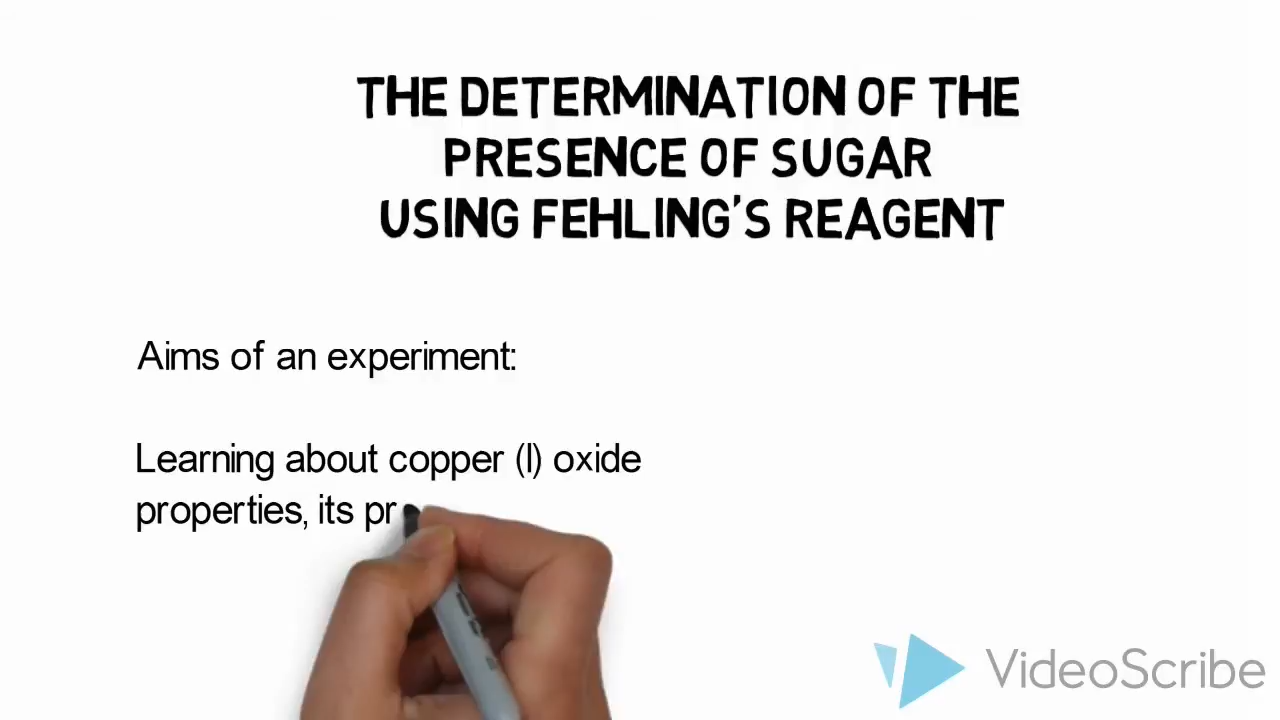 THE DETERMINATION OF THE
PRESENCE OF SUGAR
USING FEHLING'S REAGENT
Aims of an experiment:
Learning about copper (I) oxide
properties, its pr
VideoScribe